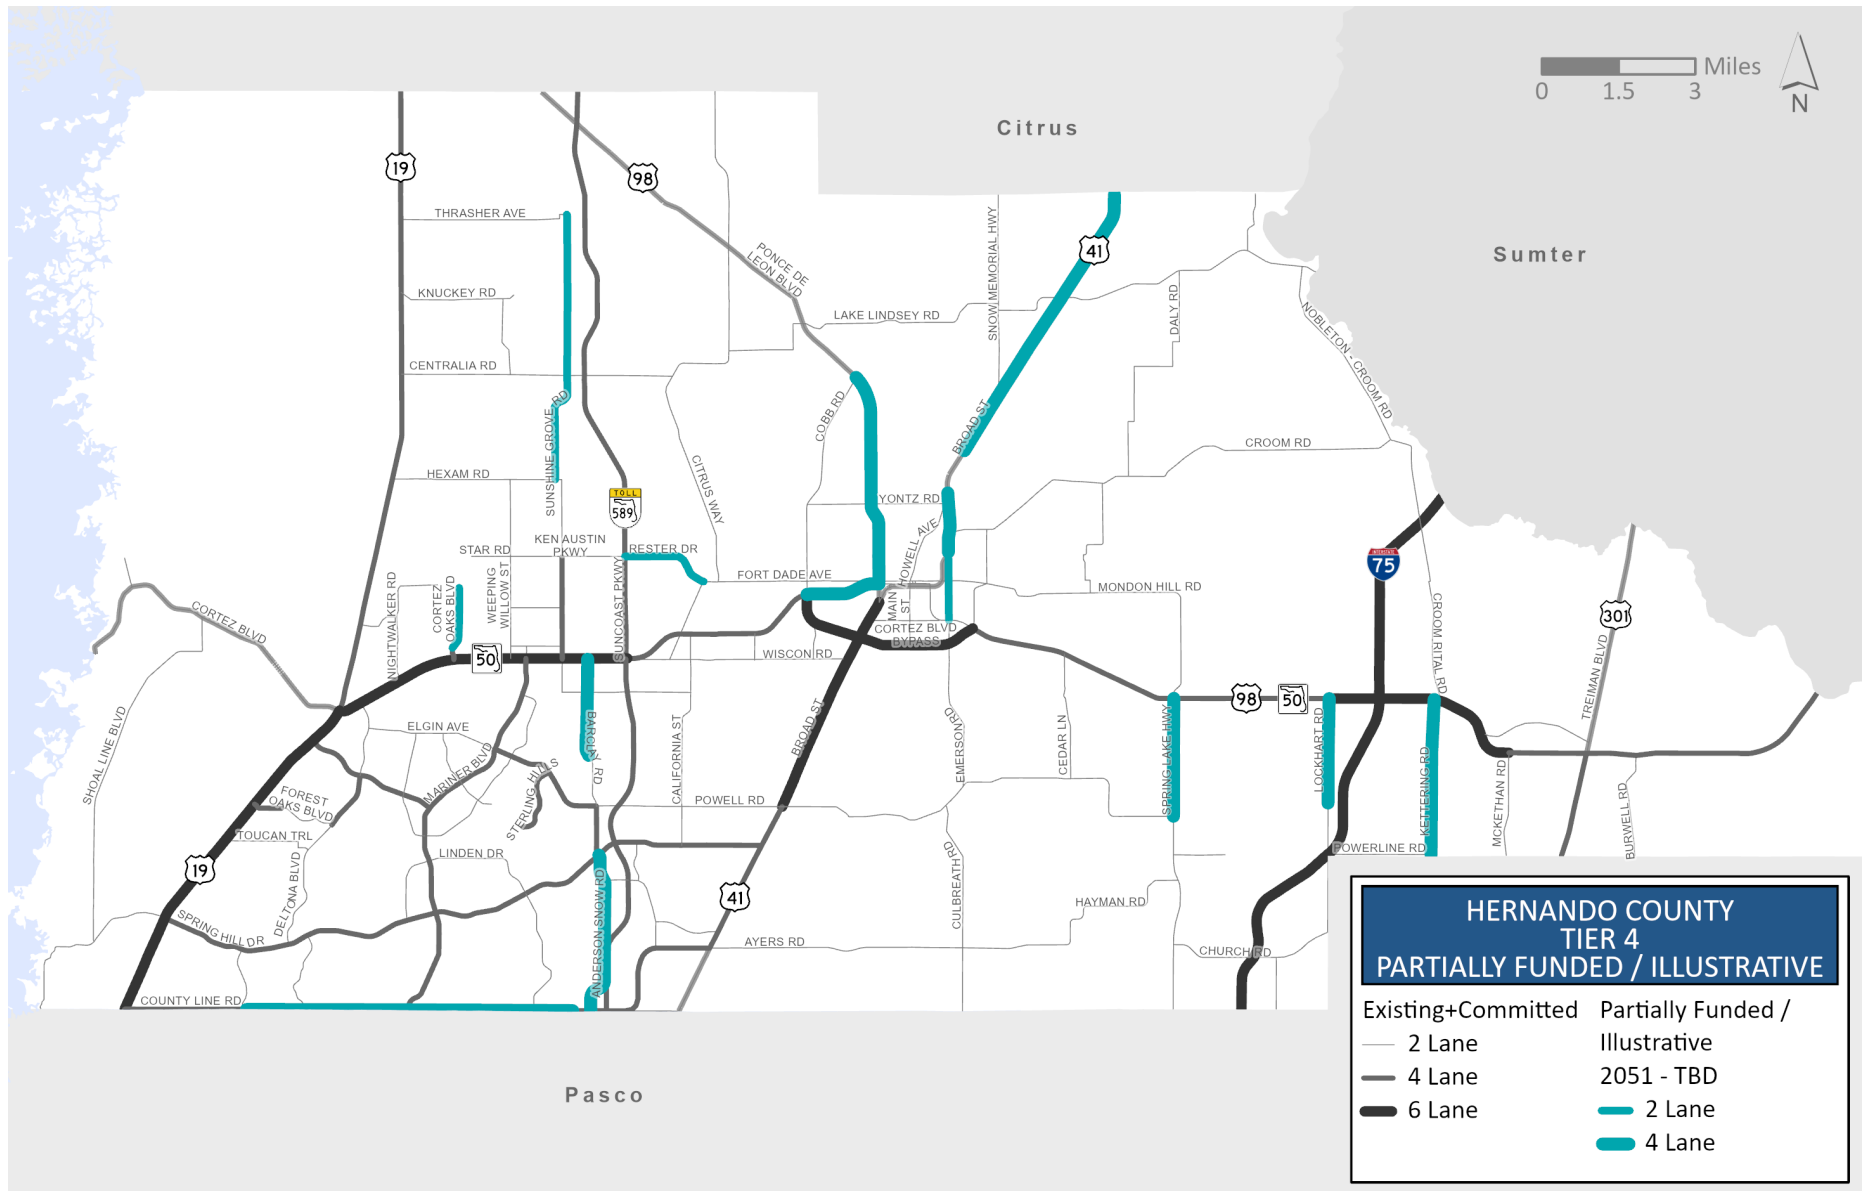 Miles
0 1.5 3
N
Citrus
Sumter
19
98
41
THRASHER AVE
SNOW MEMORIAL HWY
PONCE DE
LEON BLVD
KNUCKEY RD
LAKE LINDSEY RD
DALY RD
NOBLETON - CROOM RD
CENTRALIA RD
COBB RD
BROAD ST
SUNSHINE GROVE RD
CROOM RD
HEXAM RD
CITRUS WAY
TOLL
589
YONTZ RD
HOWELL AVE
KEN AUSTIN
PKWY
STAR RD
RESTER DR
FORT DADE AVE
MONDON HILL RD
INTERSTATE
75
301
CORTEZ BLVD
NIGHTWALKER RD
CORTEZ
OAKS BLVD
WEEPING
WILLOW ST
SUNCOAST PKWY
MAIN
ST
CORTEZ BLVD
BYPASS
CROOM RITAL RD
TREIMAN BLVD
50
WISCON RD
98
50
SHOAL LINE BLVD
ELGIN AVE
BARCLAY RD
CALIFORNIA ST
BROAD ST
EMERSON RD
CEDAR LN
SPRING LAKE HWY
LOCKHART RD
KETTERING RD
MCKETHAN RD
BURWELL RD
MARINER BLVD
STERLING HILLS
FOREST
OAKS BLVD
POWELL RD
TOUCAN TRL
LINDEN DR
POWERLINE RD
19
DELTONA BLVD
SPRING HILL DR
ANDERSON SNOW RD
41
CULBREATH RD
HAYMAN RD
AYERS RD
CHURCH RD
COUNTY LINE RD
Pasco
HERNANDO COUNTY
TIER 4
PARTIALLY FUNDED / ILLUSTRATIVE
Existing+Committed
2 Lane
4 Lane
6 Lane
Partially Funded /
Illustrative
2051 - TBD
2 Lane
4 Lane